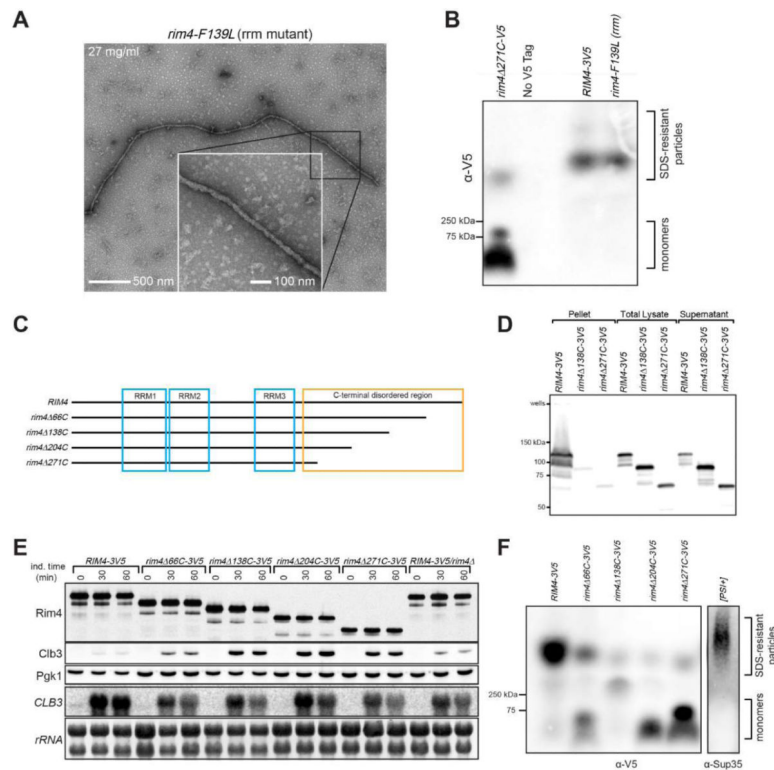 A
rim4-F139L (rrm mutant)
27 mg/ml
500 nm
100 nm
B
rim4Δ271C-V5
No V5 Tag
RIM4-3V5
rim4-F139L (rrm)
α-V5
250 kDa
75 kDa
SDS-resistant
particles
monomers
C
RRM1
RRM2
RRM3
C-terminal disordered region
RIM4
rim4Δ66C
rim4Δ138C
rim4Δ204C
rim4Δ271C
D
Pellet
Total Lysate
Supernatant
RIM4-3V5
rim4Δ138C-3V5
rim4Δ271C-3V5
RIM4-3V5
rim4Δ138C-3V5
rim4Δ271C-3V5
RIM4-3V5
rim4Δ138C-3V5
rim4Δ271C-3V5
wells
150 kDa
100
75
50
E
RIM4-3V5
rim4Δ66C-3V5
rim4Δ138C-3V5
rim4Δ204C-3V5
rim4Δ271C-3V5
RIM4-3V5/rim4Δ
ind. time
(min)
0 30 60 0 30 60 0 30 60 0 30 60 0 30 60 0 30 60
Rim4
Clb3
Pgk1
CLB3
rRNA
F
RIM4-3V5
rim4Δ66C-3V5
rim4Δ138C-3V5
rim4Δ204C-3V5
rim4Δ271C-3V5
[PSI+]
250 kDa
75
SDS-resistant
particles
monomers
α-V5
α-Sup35